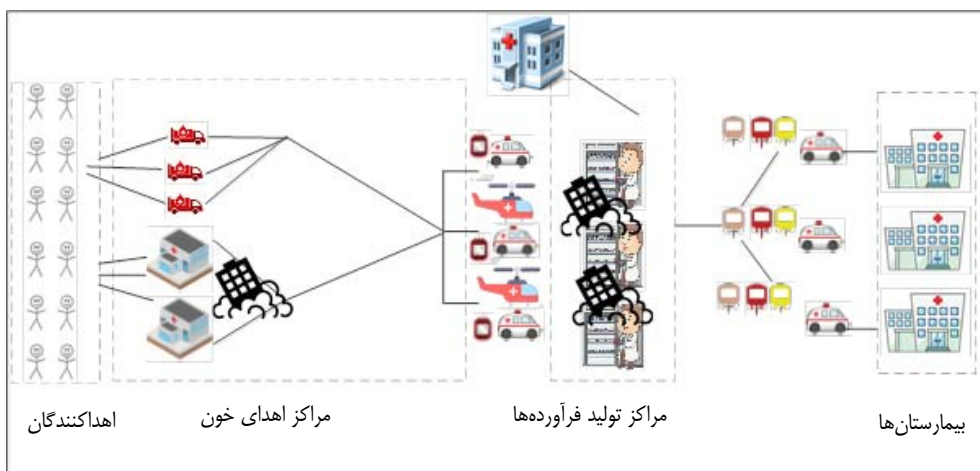 بیمارستان‌ها
مراکز تولید فرآورده‌ها
مراکز اهدای خون
اهداکنندگان